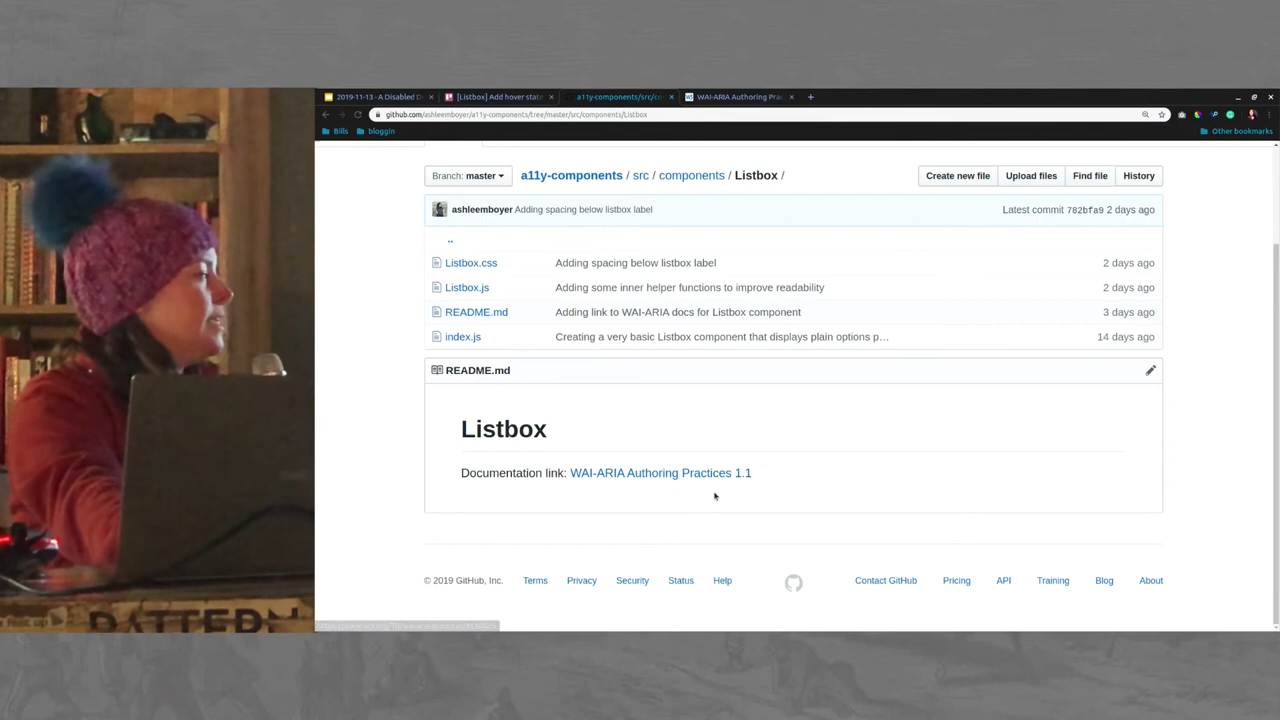 2019-11-13 - A Disabled D
[Listbox] Add hover state
a11y-components/src/co
WAI-ARIA Authoring Prac
github.com/ashleemboyer/a11y-components/tree/master/src/components/Listbox
Bills
bloggin
Other bookmarks
Branch: master
a11y-components / src / components / Listbox /
Create new file
Upload files
Find file
History
ashleemboyer Adding spacing below listbox label
Latest commit 782bfa9 2 days ago
..
Listbox.css Adding spacing below listbox label 2 days ago
Listbox.js Adding some inner helper functions to improve readability 2 days ago
README.md Adding link to WAI-ARIA docs for Listbox component 3 days ago
index.js Creating a very basic Listbox component that displays plain options p… 14 days ago
README.md
Listbox
Documentation link: WAI-ARIA Authoring Practices 1.1
© 2019 GitHub, Inc. Terms Privacy Security Status Help Contact GitHub Pricing API Training Blog About
PATTERN